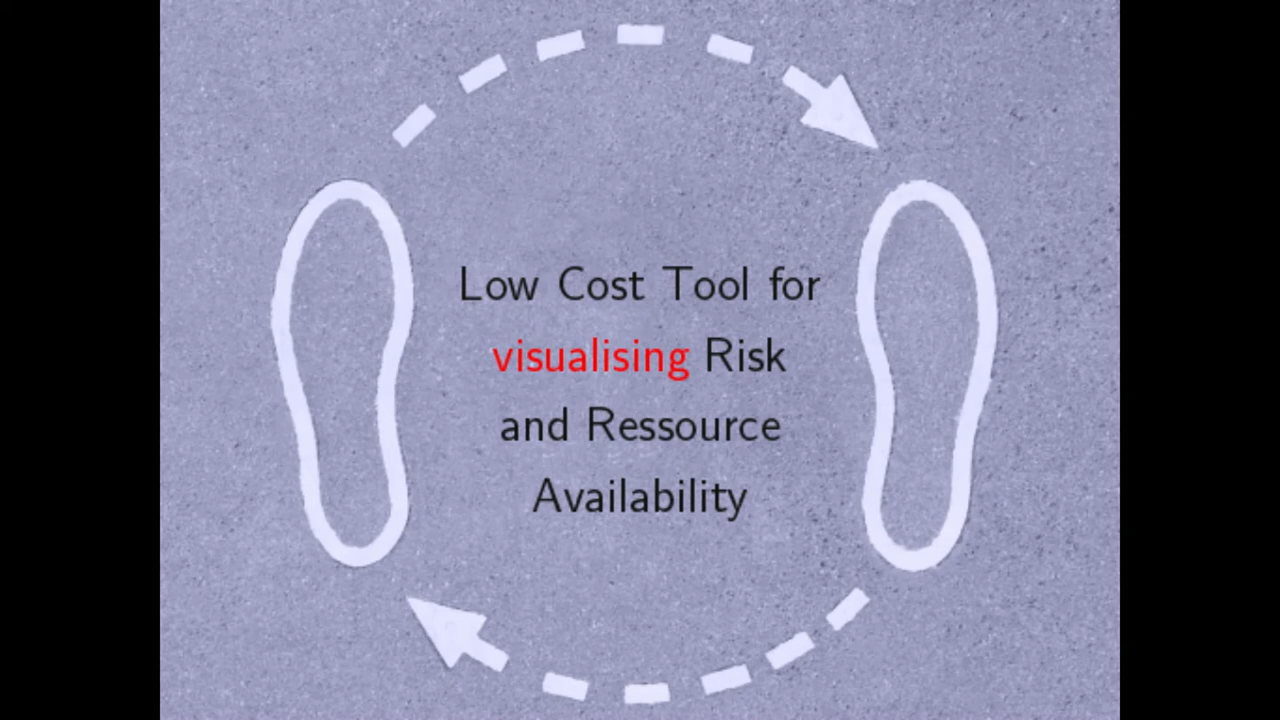 Low Cost Tool for
visualising Risk
and Ressource
Availability